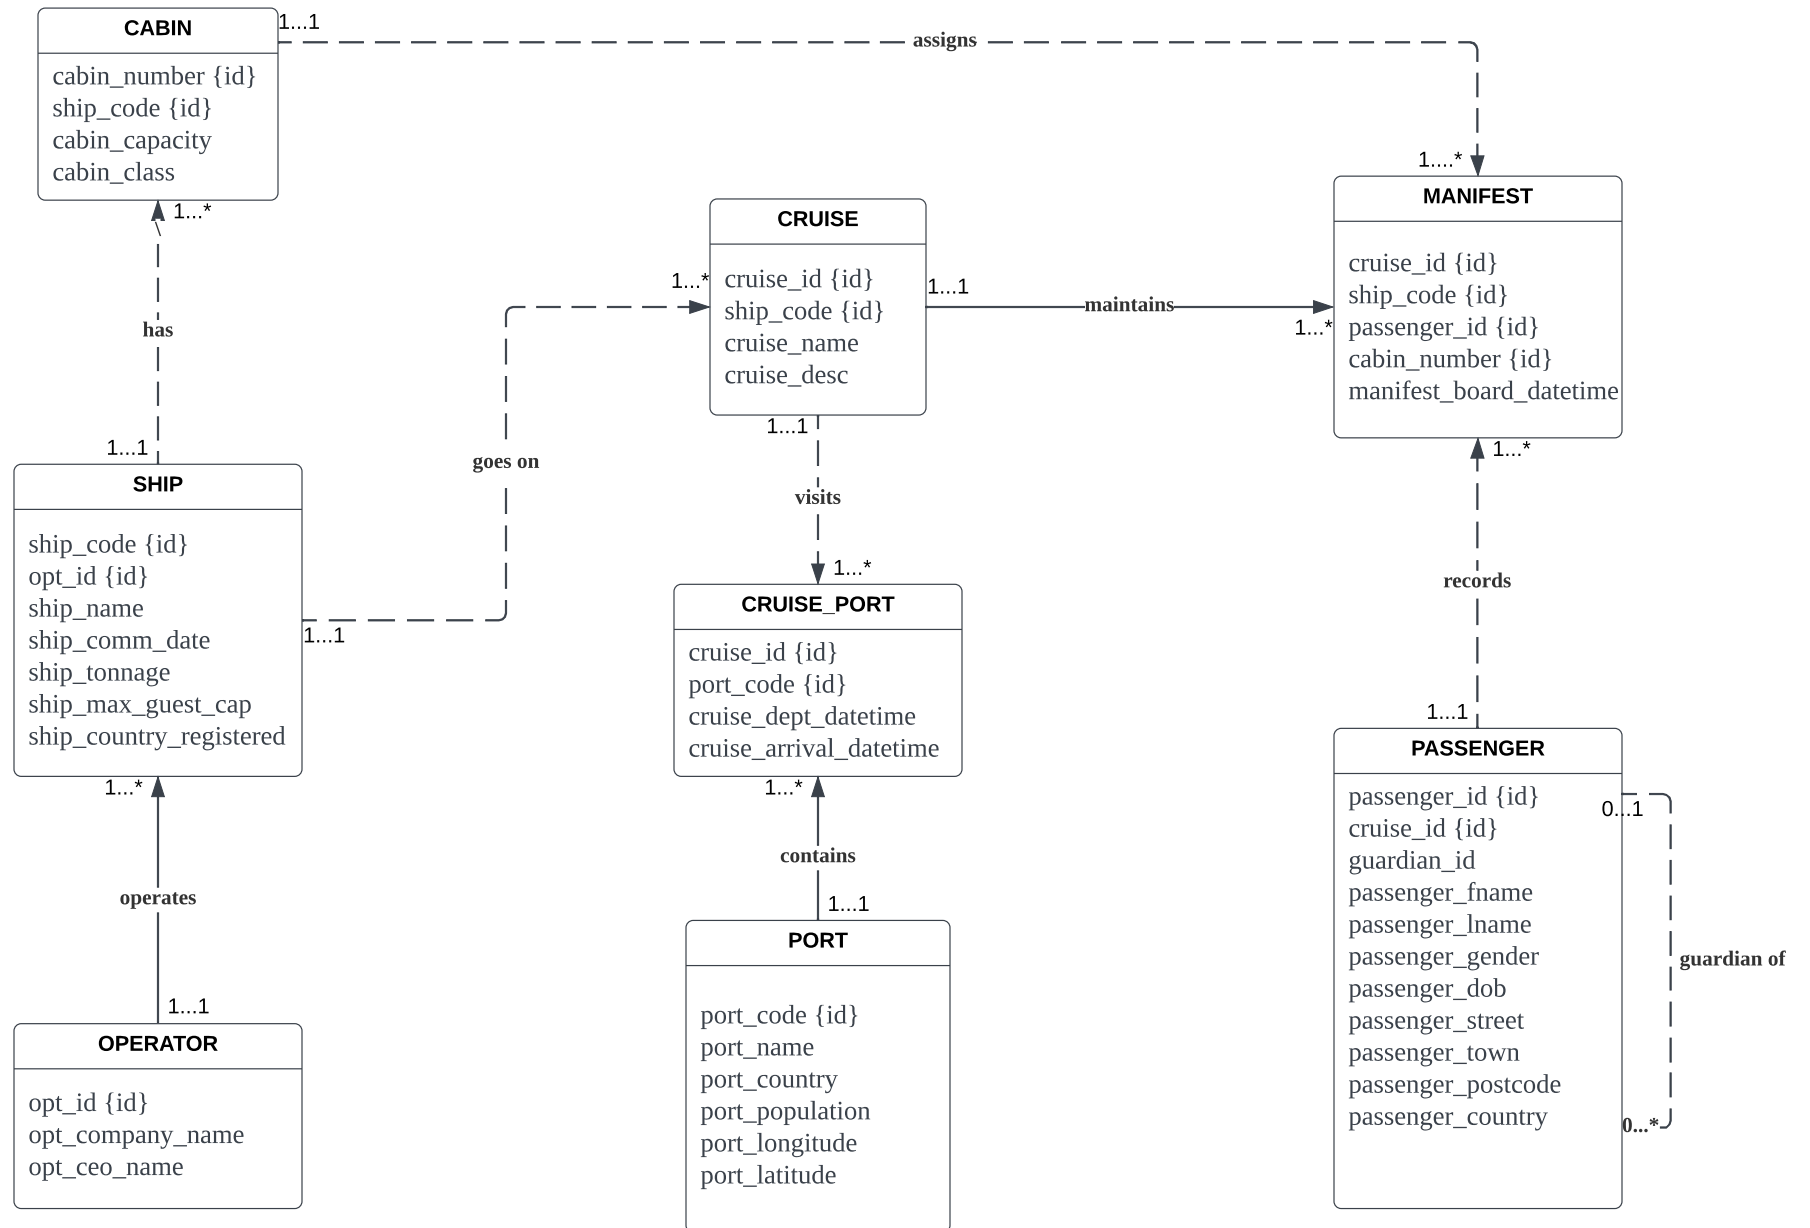 CABIN
cabin_number {id}
ship_code {id}
cabin_capacity
cabin_class
1...1
assigns
1....*
MANIFEST
cruise_id {id}
ship_code {id}
passenger_id {id}
cabin_number {id}
manifest_board_datetime
1...*
has
1...1
CRUISE
cruise_id {id}
ship_code {id}
cruise_name
cruise_desc
1...*
1...1
maintains
1...*
goes on
1...1
1...1
visits
1...*
1...*
records
1...1
SHIP
ship_code {id}
opt_id {id}
ship_name
ship_comm_date
ship_tonnage
ship_max_guest_cap
ship_country_registered
CRUISE_PORT
cruise_id {id}
port_code {id}
cruise_dept_datetime
cruise_arrival_datetime
PASSENGER
passenger_id {id}
cruise_id {id}
guardian_id
passenger_fname
passenger_lname
passenger_gender
passenger_dob
passenger_street
passenger_town
passenger_postcode
passenger_country
0...1
guardian of
0...*
1...*
operates
1...1
1...*
contains
1...1
OPERATOR
opt_id {id}
opt_company_name
opt_ceo_name
PORT
port_code {id}
port_name
port_country
port_population
port_longitude
port_latitude